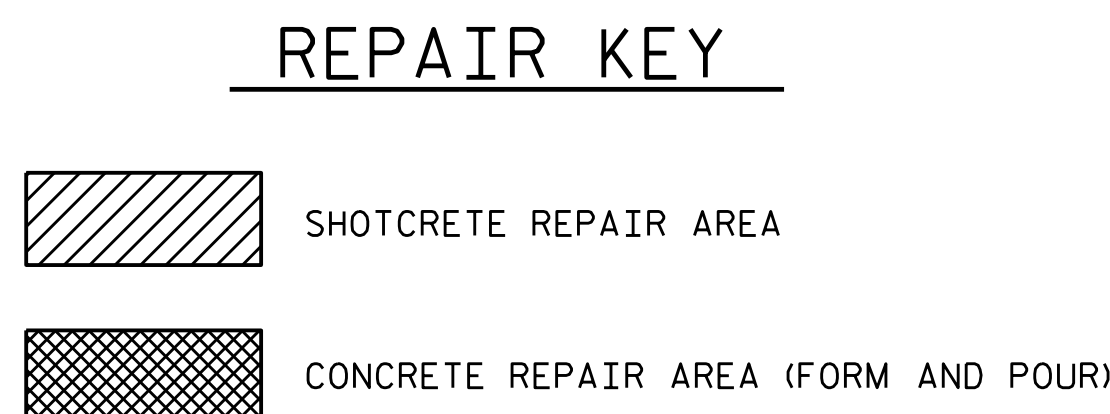 REPAIR KEY
SHOTCRETE REPAIR AREA
CONCRETE REPAIR AREA (FORM AND POUR)